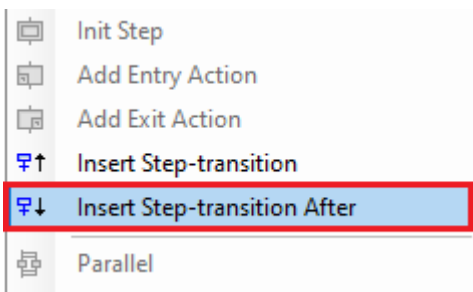 Init Step
Add Entry Action
Add Exit Action
Insert Step-transition
Insert Step-transition After
Parallel